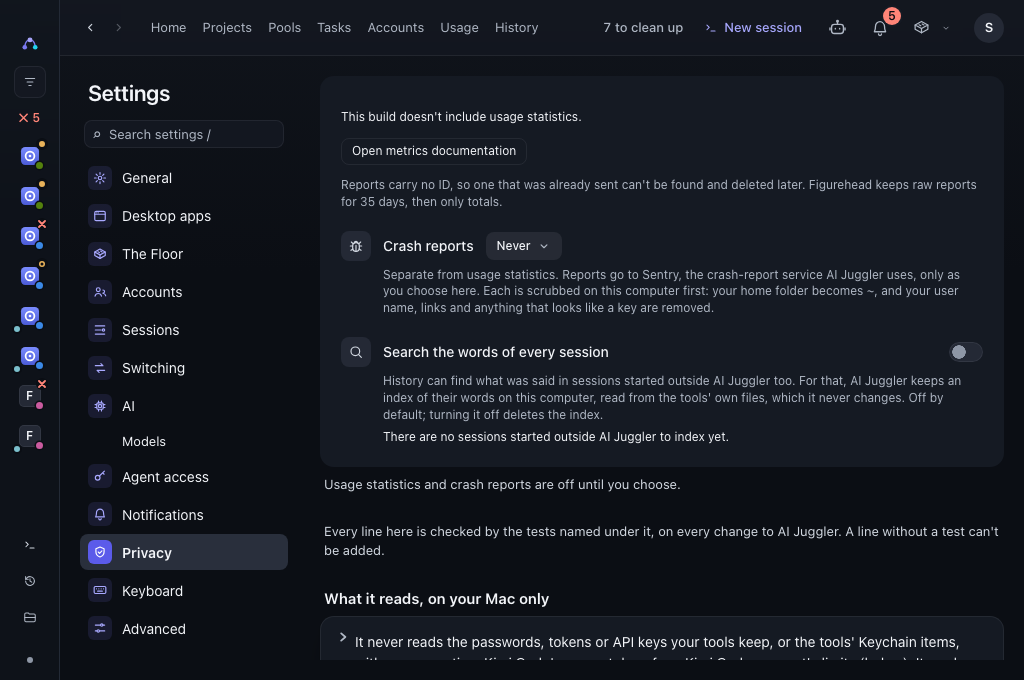 Home Projects Pools Tasks Accounts Usage History 7 to clean up New session 5 S
5
F
F
Settings
Search settings /
General
Desktop apps
The Floor
Accounts
Sessions
Switching
AI
Models
Agent access
Notifications
Privacy
Keyboard
Advanced
This build doesn't include usage statistics.
Open metrics documentation
Reports carry no ID, so one that was already sent can't be found and deleted later. Figurehead keeps raw reports
for 35 days, then only totals.
Crash reports Never
Separate from usage statistics. Reports go to Sentry, the crash-report service AI Juggler uses, only as
you choose here. Each is scrubbed on this computer first: your home folder becomes ~, and your user
name, links and anything that looks like a key are removed.
Search the words of every session
History can find what was said in sessions started outside AI Juggler too. For that, AI Juggler keeps an
index of their words on this computer, read from the tools' own files, which it never changes. Off by
default; turning it off deletes the index.
There are no sessions started outside AI Juggler to index yet.
Usage statistics and crash reports are off until you choose.
Every line here is checked by the tests named under it, on every change to AI Juggler. A line without a test can't
be added.
What it reads, on your Mac only
It never reads the passwords, tokens or API keys your tools keep, or the tools' Keychain items,